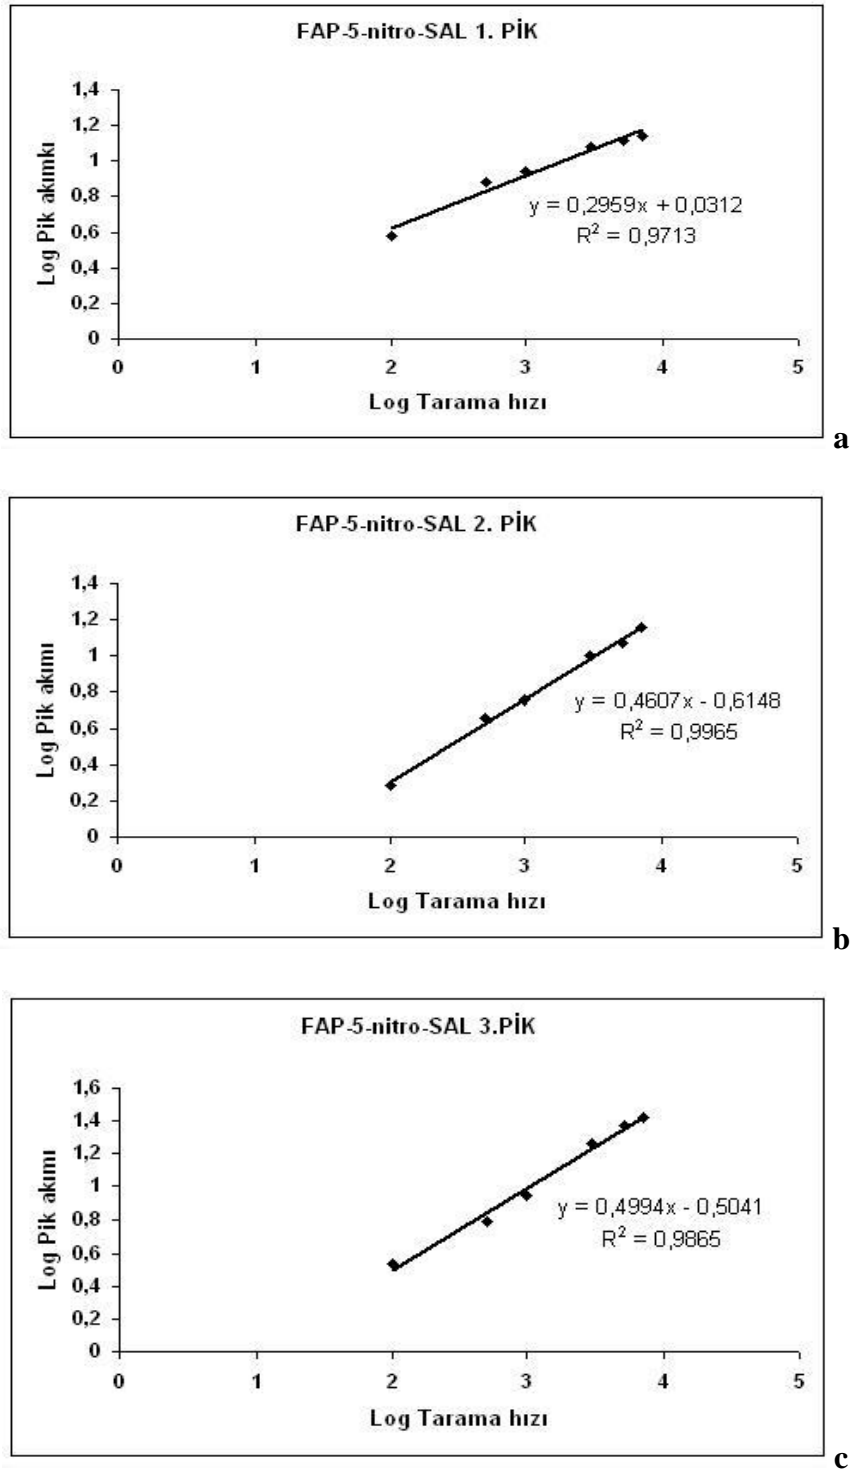 FAP-5-nitro-SAL 1. PİK
1,4
1,2
1
0,8
0,6
0,4
0,2
0
Log Pik akımkı
y = 0,2959x + 0,0312
R² = 0,9713
0 1 2 3 4 5
Log Tarama hızı
a
FAP-5-nitro-SAL 2. PİK
1,4
1,2
1
0,8
0,6
0,4
0,2
0
Log Pik akımı
y = 0,4607x - 0,6148
R² = 0,9965
0 1 2 3 4 5
Log Tarama hızı
b
FAP-5-nitro-SAL 3.PİK
1,6
1,4
1,2
1
0,8
0,6
0,4
0,2
0
Log Pik akımı
y = 0,4994x - 0,5041
R² = 0,9865
0 1 2 3 4 5
Log Tarama hızı
c